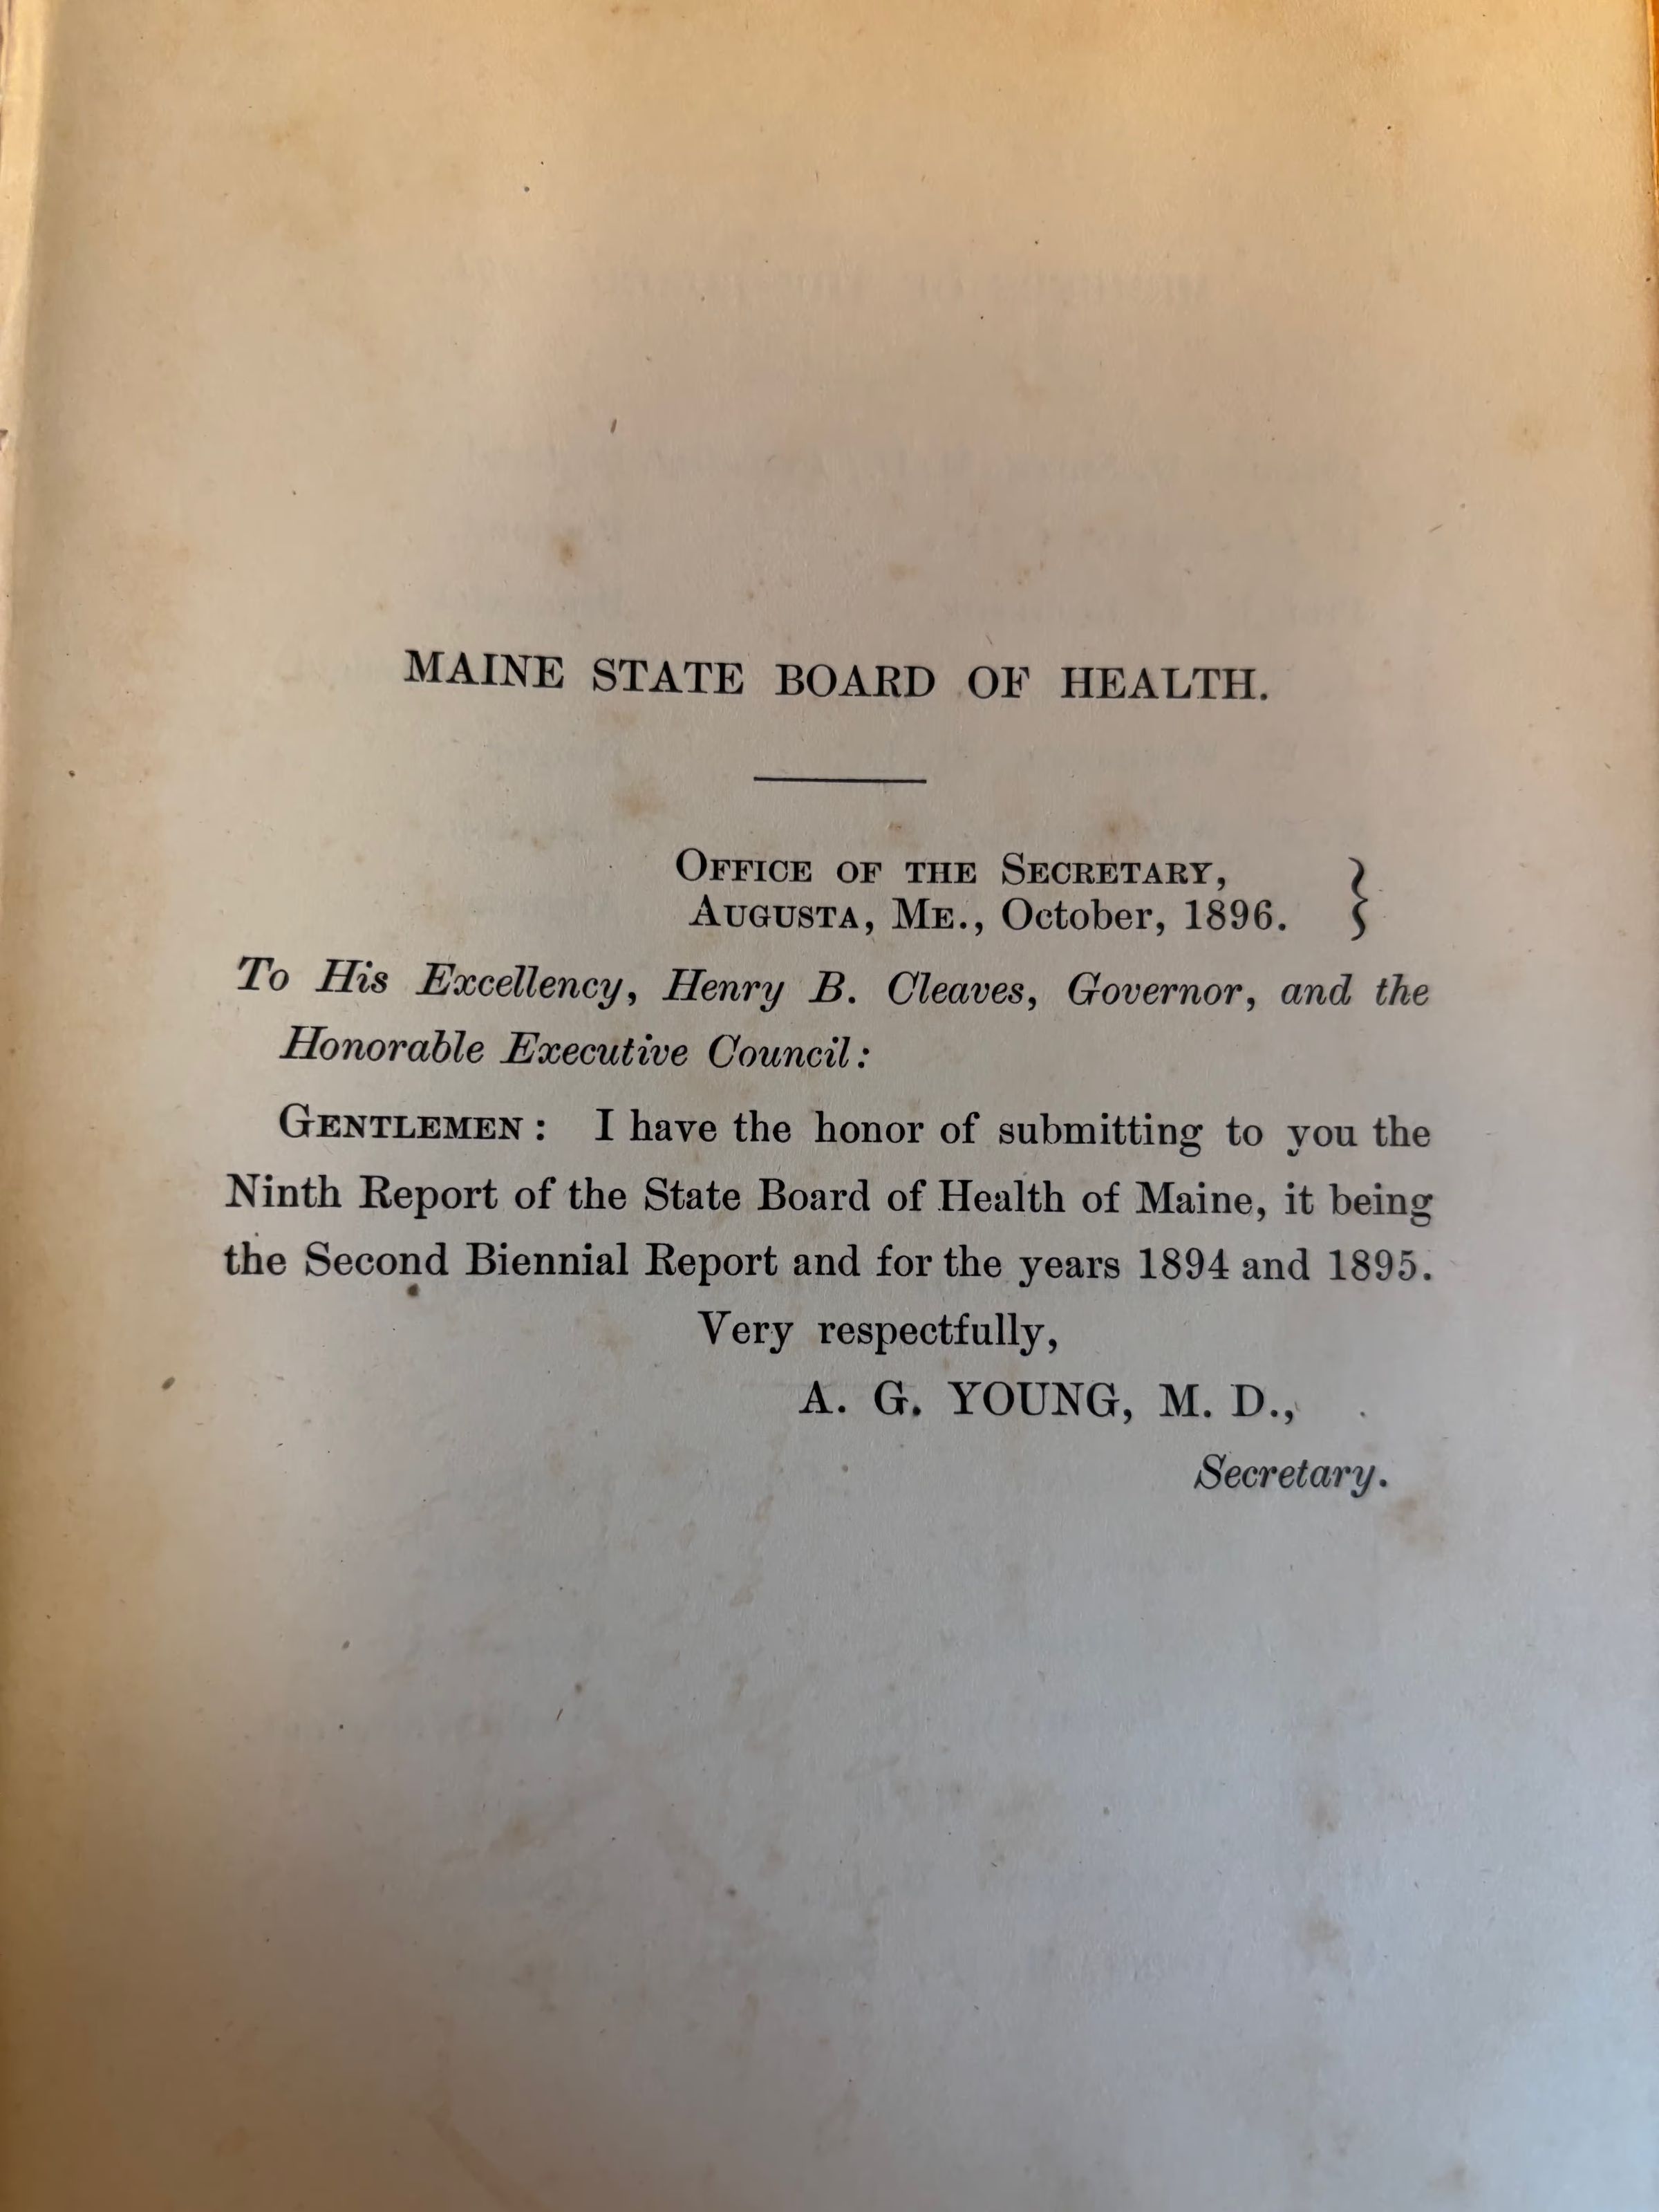 MAINE STATE BOARD OF HEALTH.
OFFICE OF THE SECRETARY,
AUGUSTA, ME., October, 1896. }
To His Excellency, Henry B. Cleaves, Governor, and the
Honorable Executive Council:
GENTLEMEN: I have the honor of submitting to you the
Ninth Report of the State Board of Health of Maine, it being
the Second Biennial Report and for the years 1894 and 1895.
Very respectfully,
A. G. YOUNG, M. D.,
Secretary.